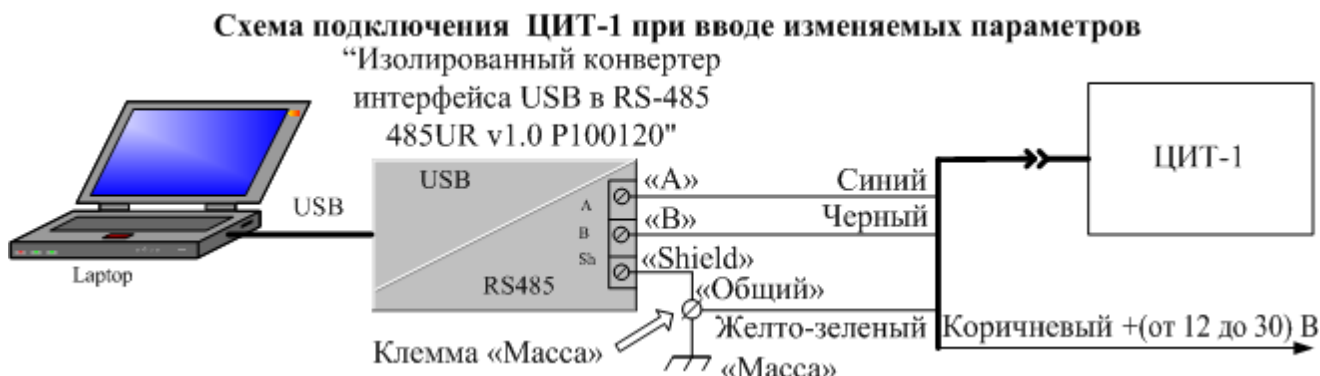 Схема подключения ЦИТ-1 при вводе изменяемых параметров
“Изолированный конвертер
интерфейса USB в RS-485
485UR v1.0 P100120"
USB
USB
Laptop
RS485
A
B
Sh
«A»
«B»
«Shield»
«Общий»
Синий
Черный
Желто-зеленый
Коричневый +(от 12 до 30) В
ЦИТ-1
Клемма «Масса»
«Масса»